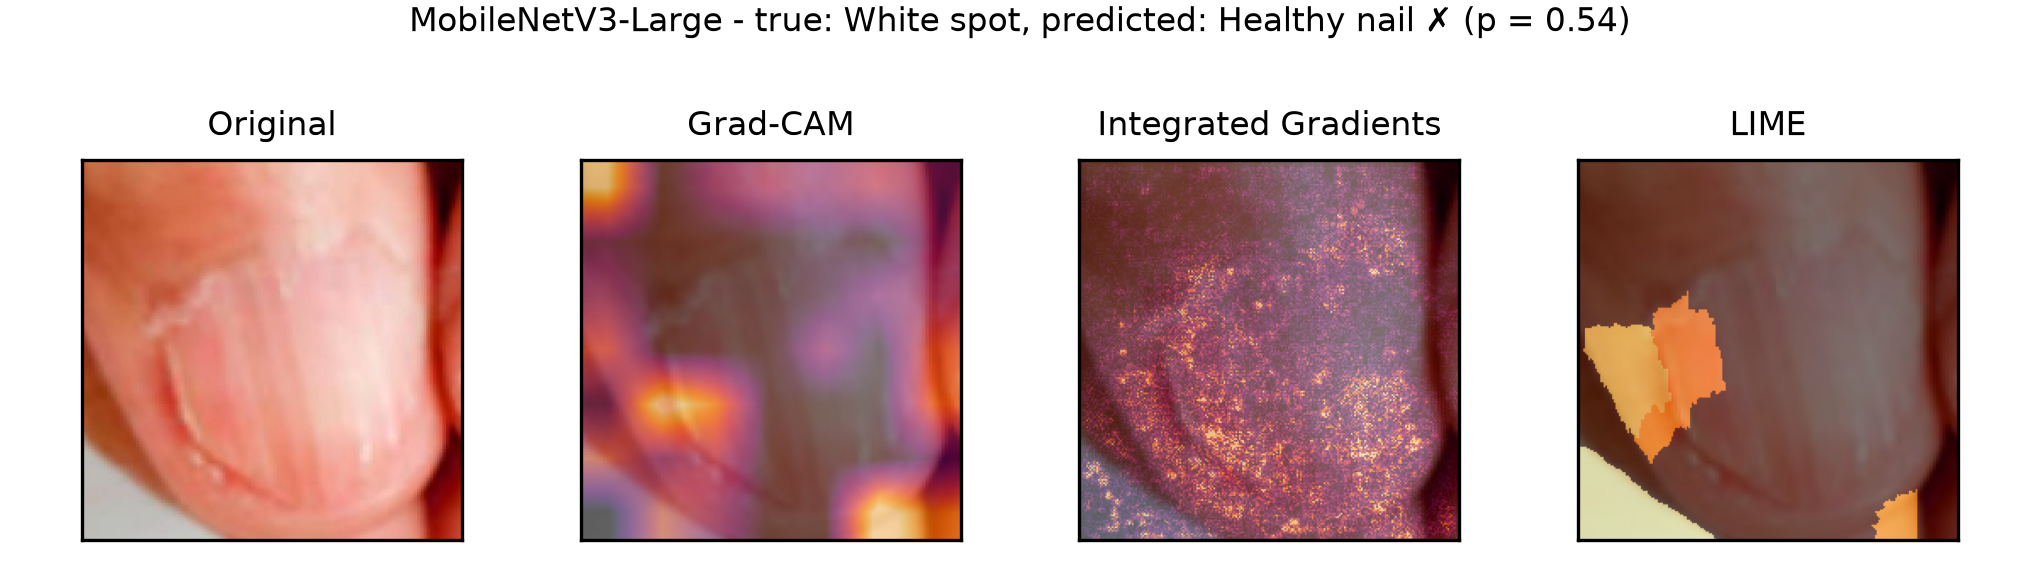 MobileNetV3-Large - true: White spot, predicted: Healthy nail ✗ (p = 0.54)
Original
Grad-CAM
Integrated Gradients
LIME